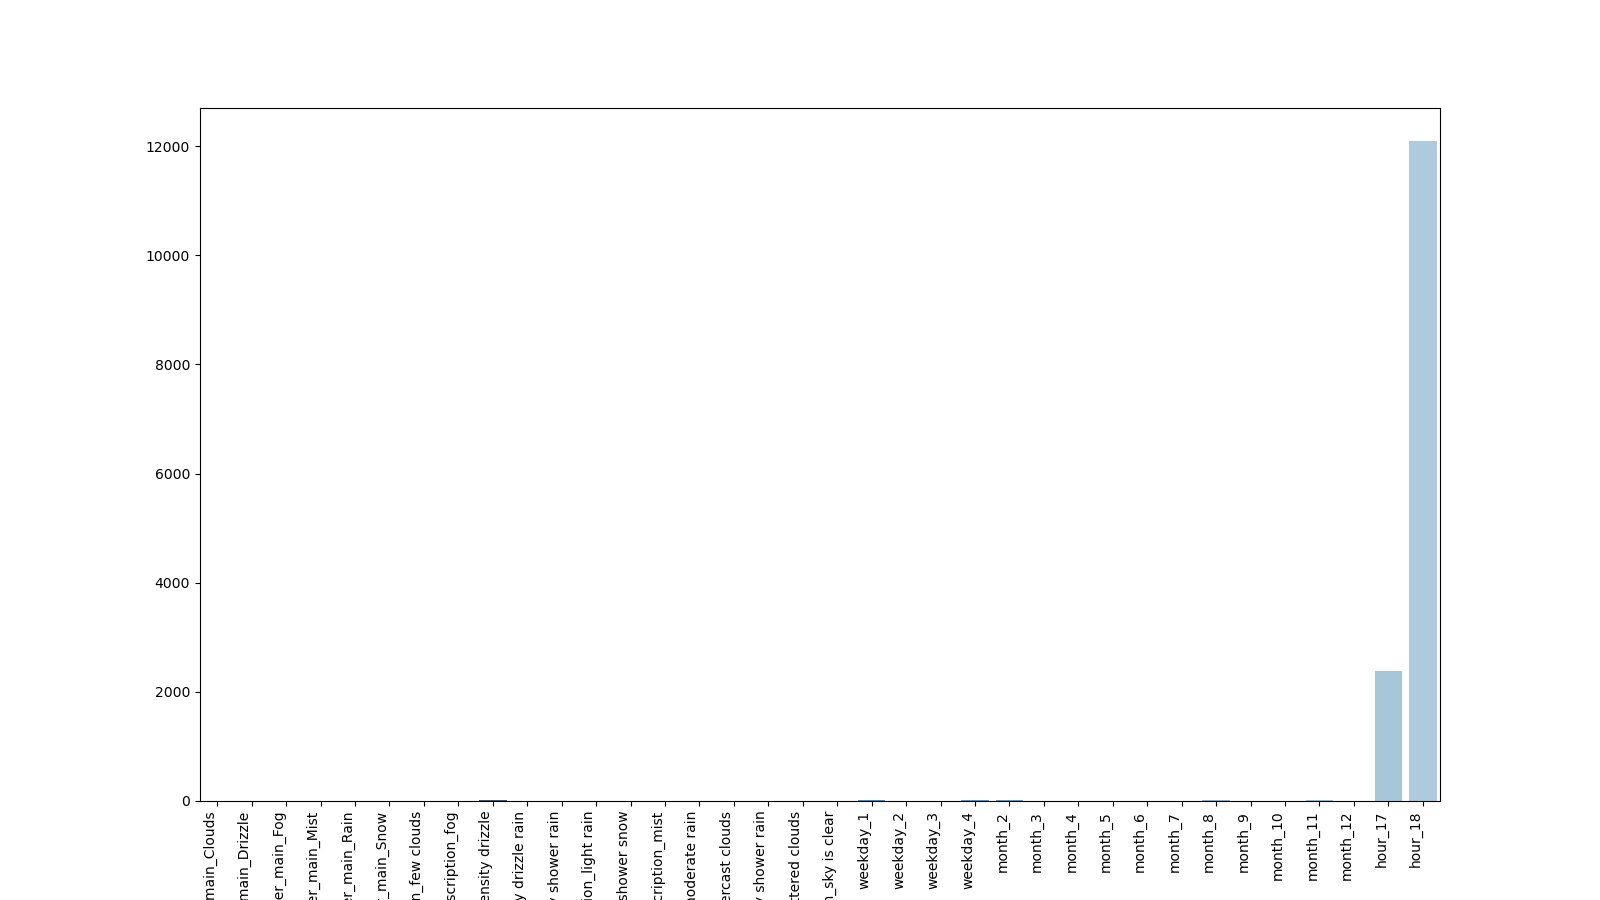 12000
10000
8000
6000
4000
2000
0
main_Clouds
main_Drizzle
er_main_Fog
er_main_Mist
er_main_Rain
r_main_Snow
n_few clouds
scription_fog
ensity drizzle
y drizzle rain
y shower rain
ion_light rain
shower snow
cription_mist
noderate rain
ercast clouds
y shower rain
ttered clouds
n_sky is clear
weekday_1
weekday_2
weekday_3
weekday_4
month_2
month_3
month_4
month_5
month_6
month_7
month_8
month_9
month_10
month_11
month_12
hour_17
hour_18